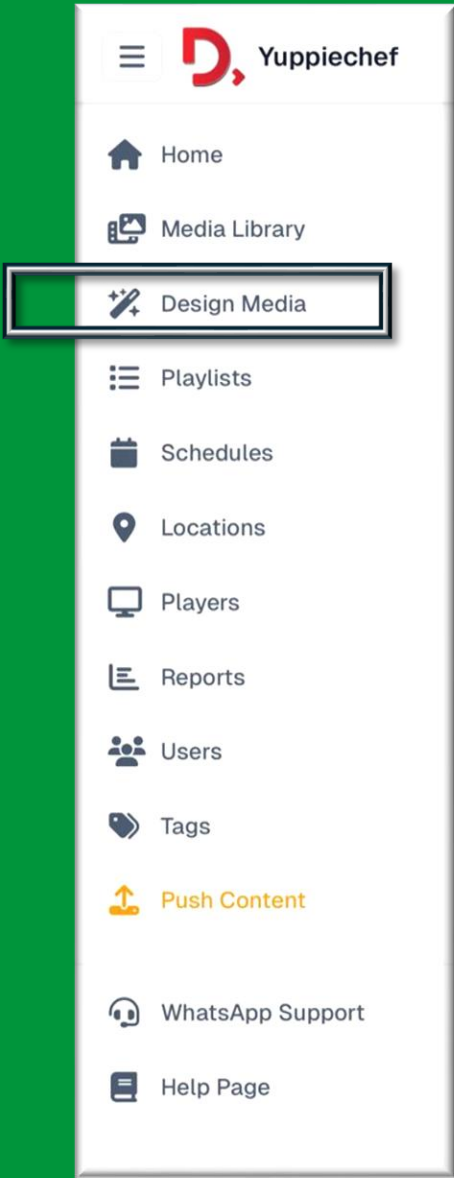 Yuppiechef
Home
Media Library
Design Media
Playlists
Schedules
Locations
Players
Reports
Users
Tags
Push Content
WhatsApp Support
Help Page